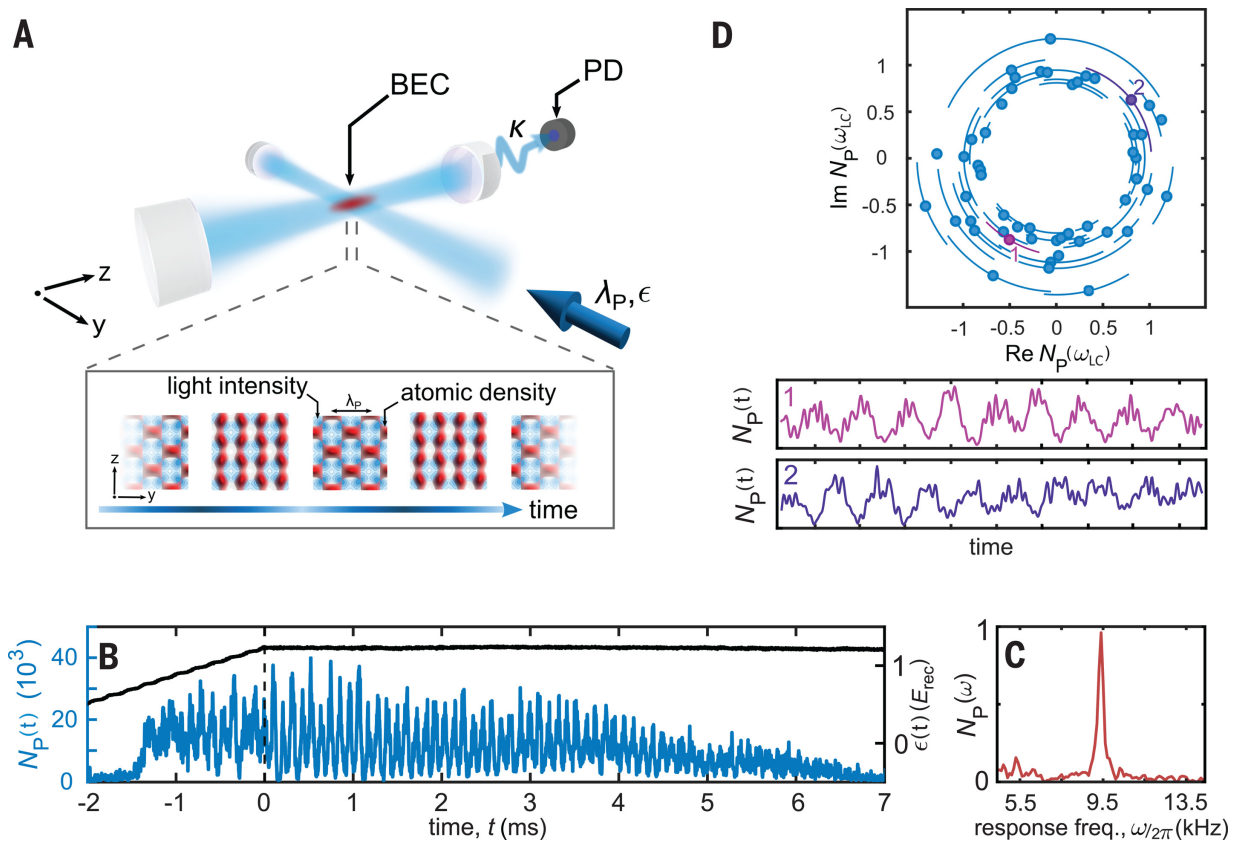 A
BEC
PD
κ
z
y
λP, ϵ
light intensity
λP
atomic density
z
y
time
D
Im NP(ωLC)
1
0.5
0
-0.5
-1
2
1
-1
-0.5
0
0.5
1
Re NP(ωLC)
NP(t)
1
NP(t)
2
time
B
NP(t) (10³)
40
20
0
1
0
ϵ(t) (Erec)
-2
-1
0
1
2
3
4
5
6
7
time, t (ms)
C
NP(ω)
1
0
5.5
9.5
13.5
response freq., ω/2π (kHz)